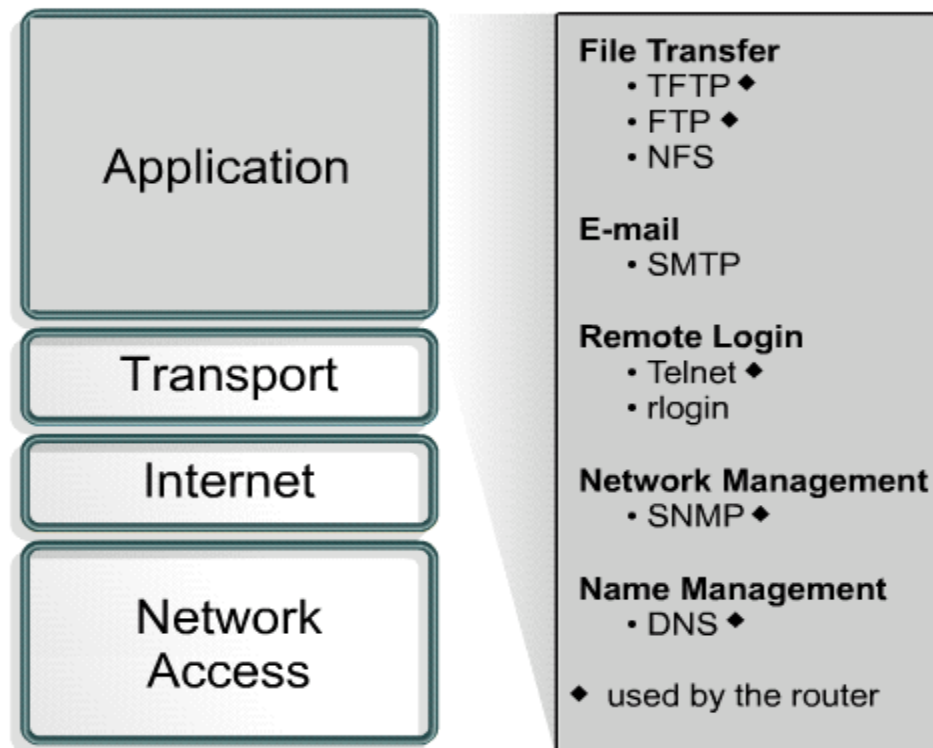 Application
Transport
Internet
Network
Access
File Transfer
• TFTP ◆
• FTP ◆
• NFS
E-mail
• SMTP
Remote Login
• Telnet ◆
• rlogin
Network Management
• SNMP ◆
Name Management
• DNS ◆
◆ used by the router